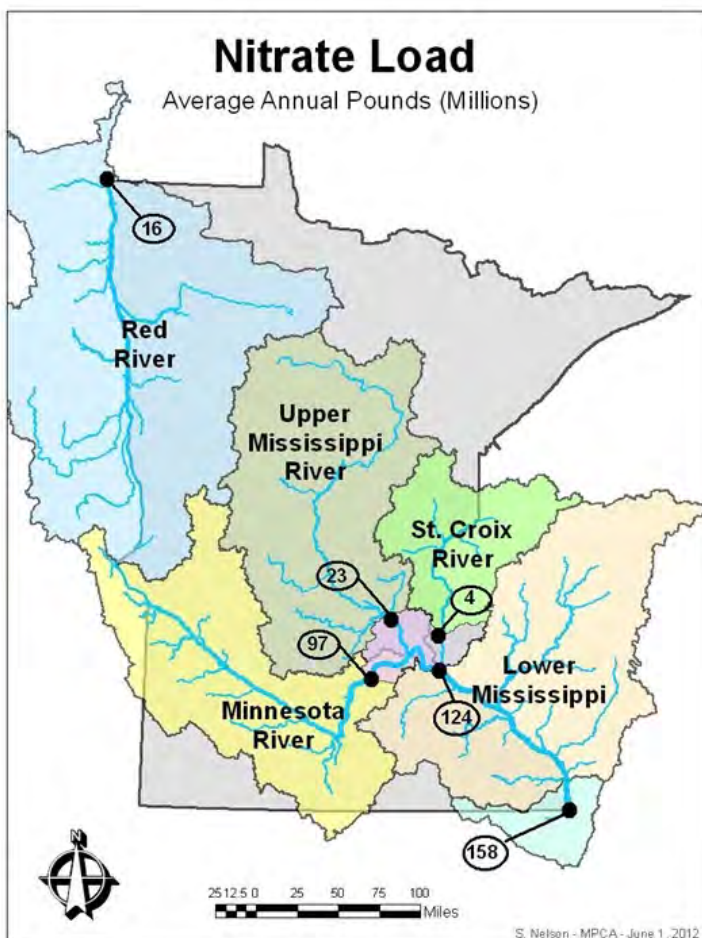 Nitrate Load
Average Annual Pounds (Millions)
16
Red
River
Upper
Mississippi
River
St. Croix
River
23
4
97
Lower
Mississippi
Minnesota
River
124
158
N
25 12.5 0 25 50 75 100
Miles
S. Nelson - MPCA - June 1, 2012